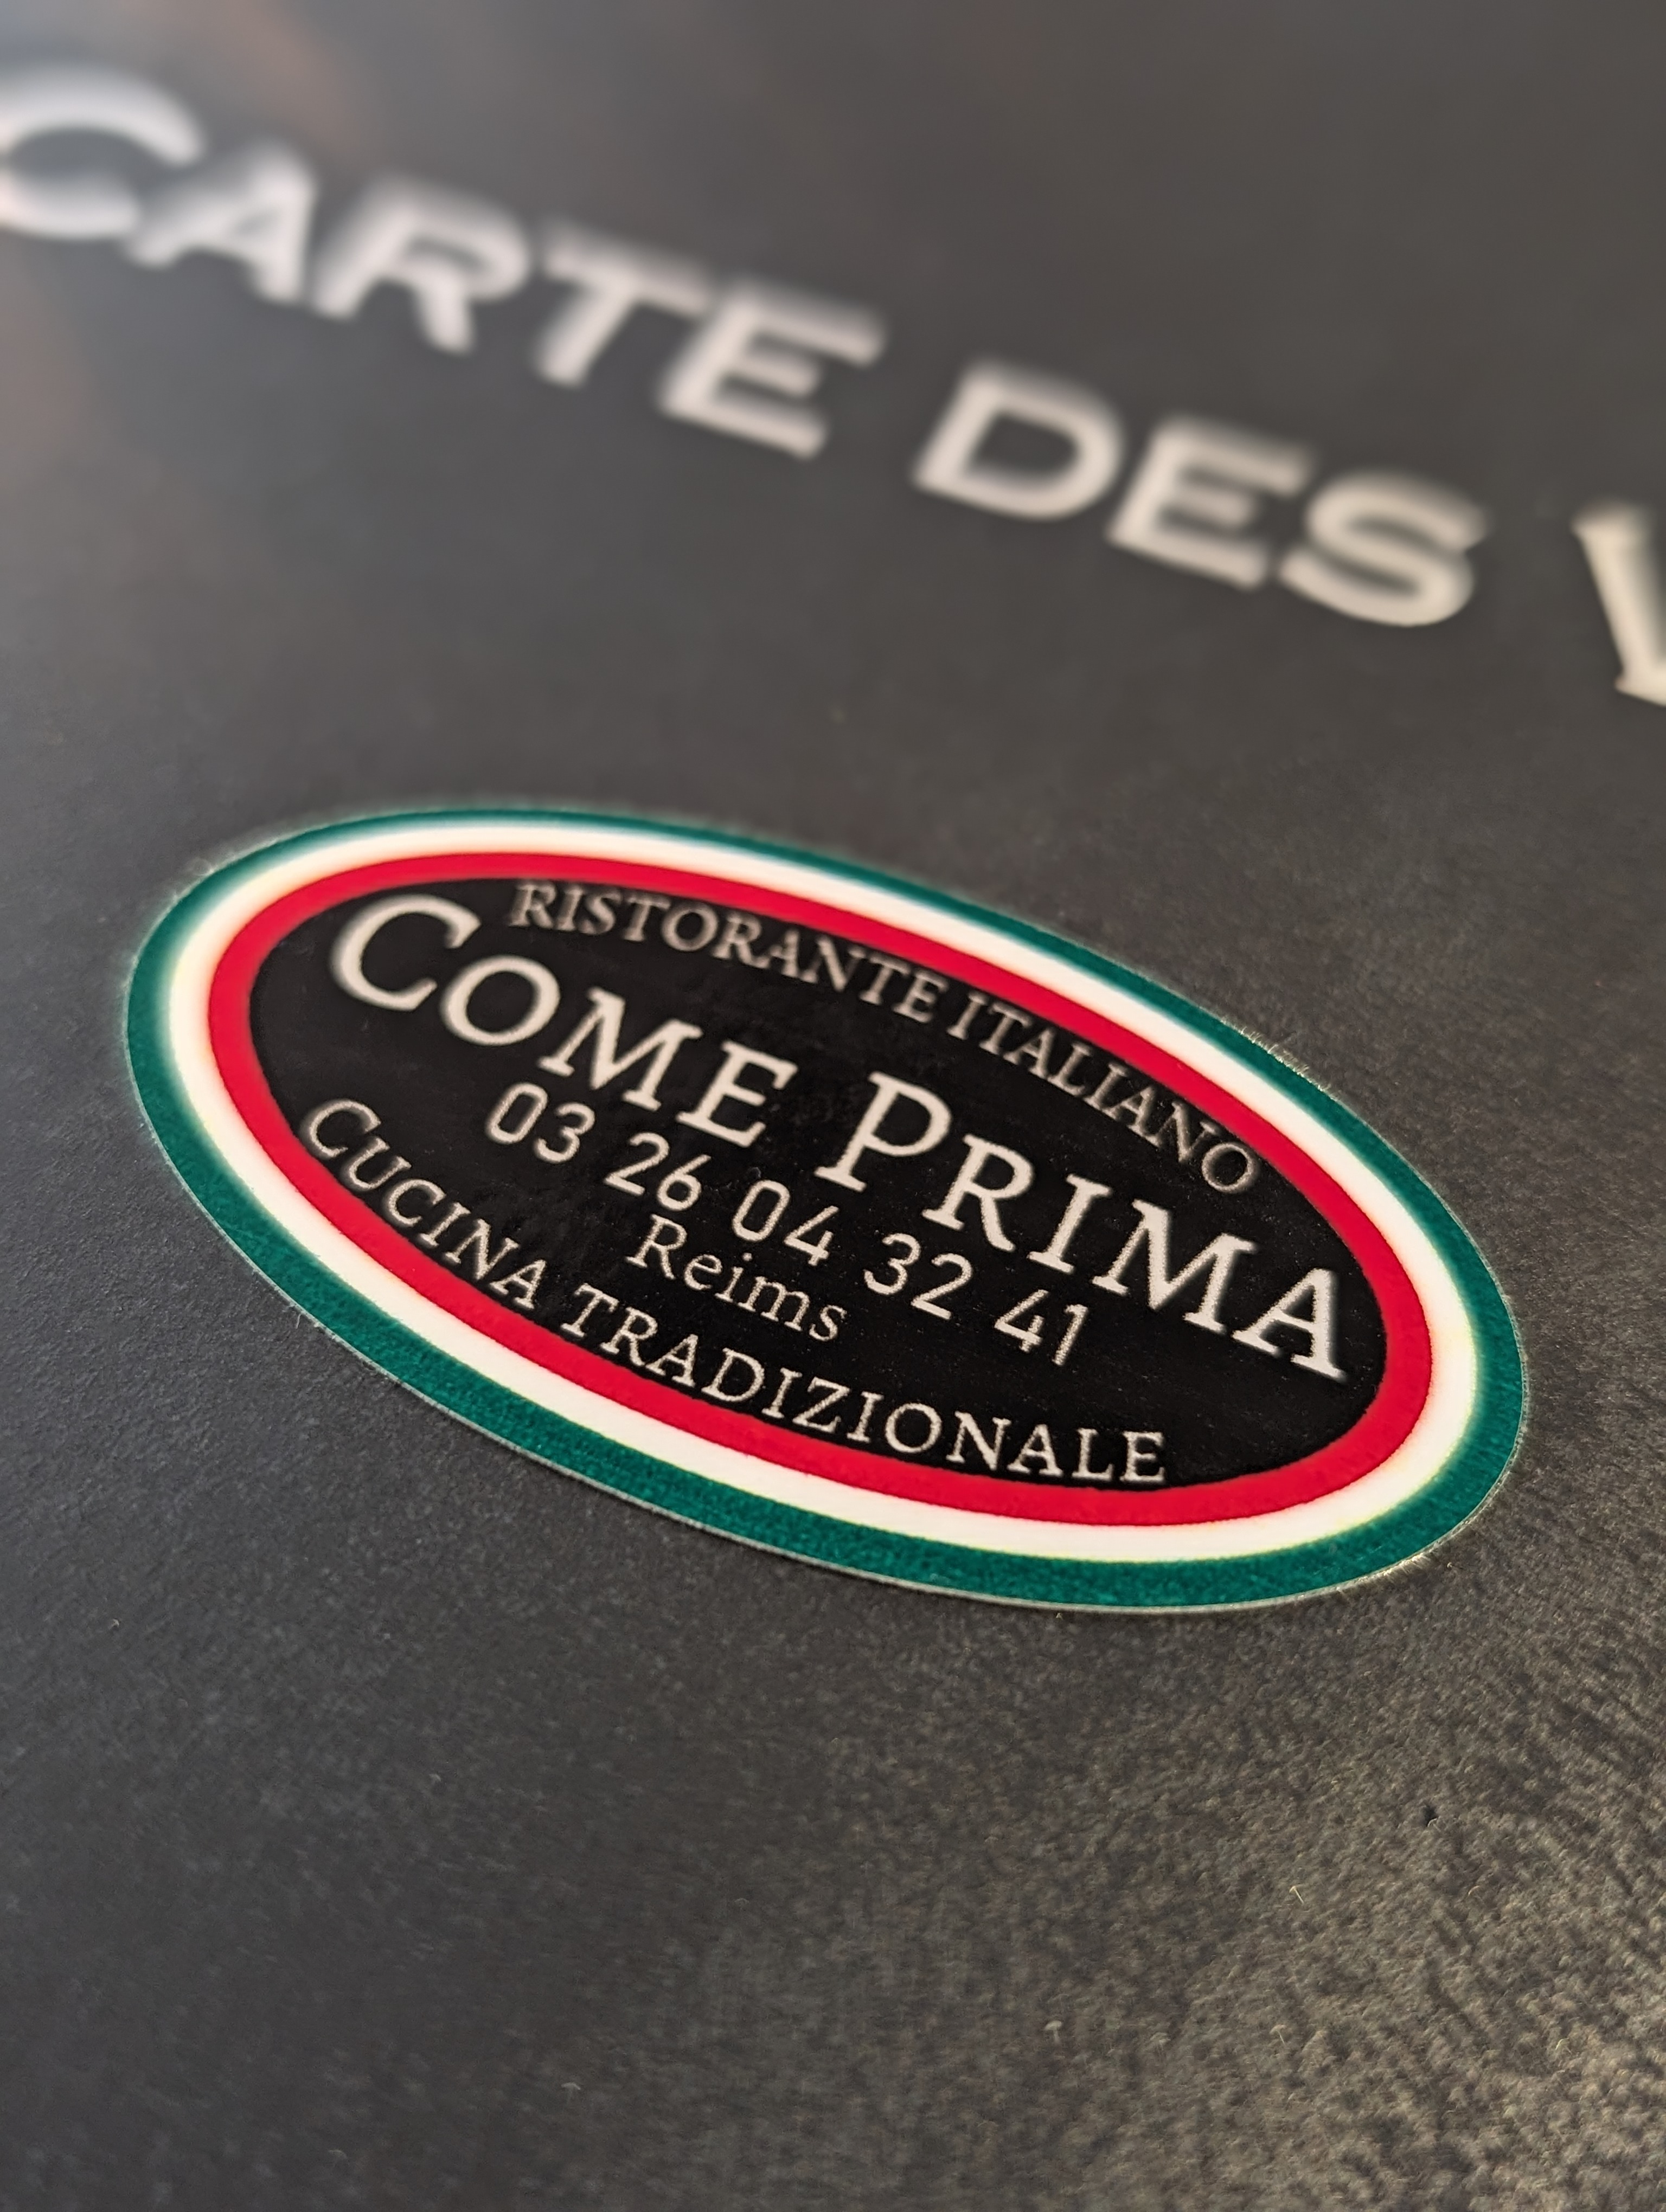 CARTE DES V
RISTORANTE ITALIANO
COME PRIMA
03 26 04 32 41
Reims
CUCINA TRADIZIONALE